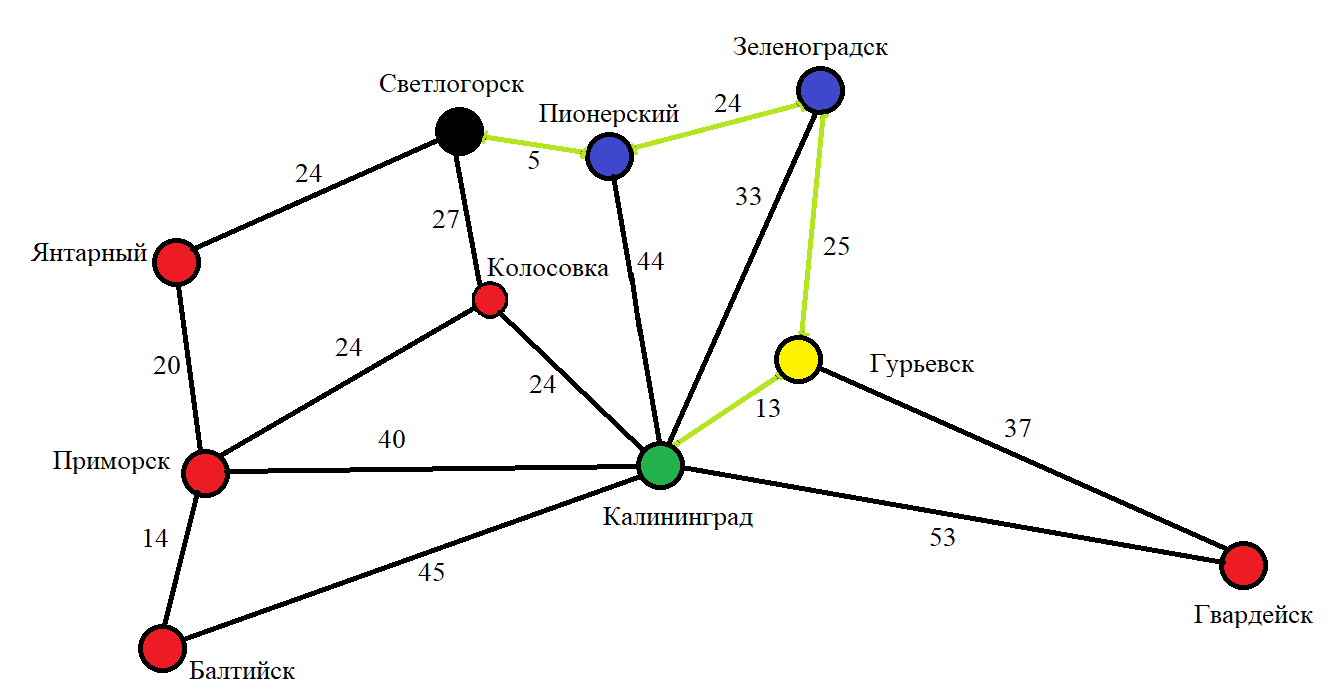 Зеленоградск
Светлогорск
Пионерский
24
5
24
33
27
Янтарный
Колосовка
44
25
20
24
24
13
Гурьевск
40
37
Приморск
Калининград
14
53
45
Гвардейск
Балтийск